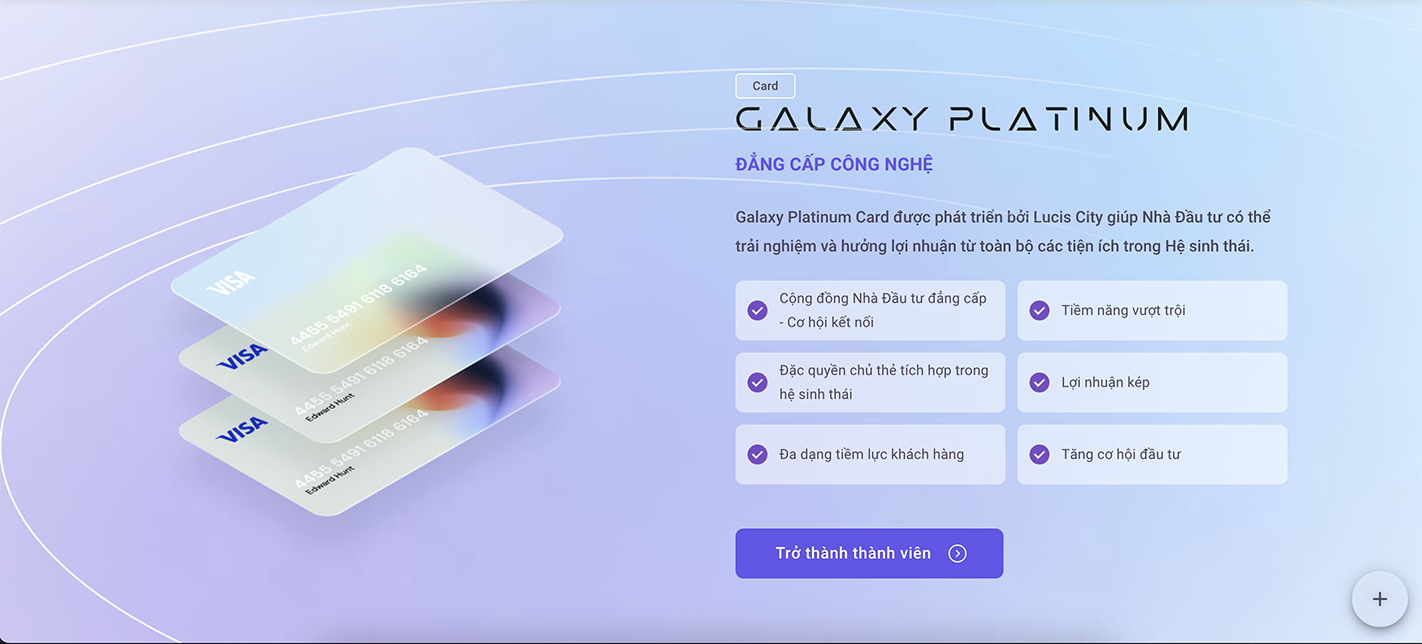 Card
GALAXY PLATINUM
ĐẲNG CẤP CÔNG NGHỆ
Galaxy Platinum Card được phát triển bởi Lucis City giúp Nhà Đầu tư có thể
trải nghiệm và hưởng lợi nhuận từ toàn bộ các tiện ích trong Hệ sinh thái.
Cộng đồng Nhà Đầu tư đẳng cấp
- Cơ hội kết nối
Tiềm năng vượt trội
Đặc quyền chủ thẻ tích hợp trong
hệ sinh thái
Lợi nhuận kép
Đa dạng tiềm lực khách hàng
Tăng cơ hội đầu tư
Trở thành thành viên
VISA
4455 5491 6118 6164
Edward Hunt
VISA
4455 5491 6118 6164
Edward Hunt
VISA
4455 5491 6118 6164
Edward Hunt